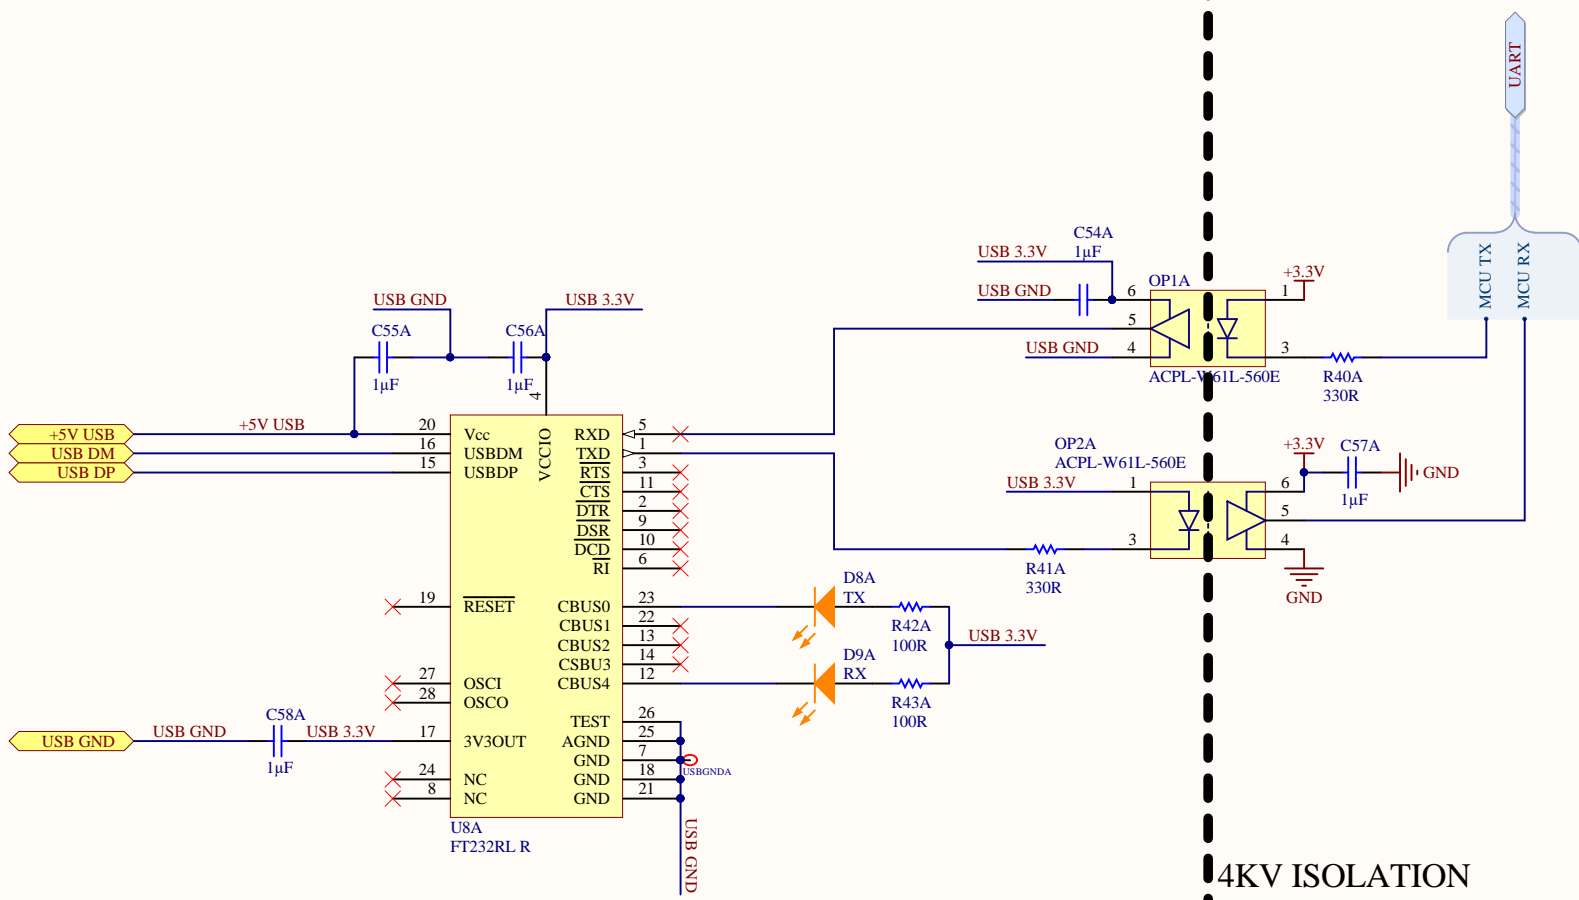 UART
MCU TX
MCU RX
C54A
1µF
USB 3.3V
USB GND
USB GND
6
5
4
OP1A
+3.3V
1
3
ACPL-W61L-560E
R40A
330R
USB GND
USB 3.3V
C55A
1µF
C56A
1µF
4
+5V USB
USB DM
USB DP
+5V USB
20
16
15
Vcc
USBDM
USBDP
VCCIO
RXD
TXD
RTS
CTS
DTR
DSR
DCD
RI
5
1
3
11
2
9
10
6
OP2A
ACPL-W61L-560E
USB 3.3V
1
3
+3.3V
C57A
1µF
GND
6
5
4
GND
R41A
330R
19
RESET
CBUS0
CBUS1
CBUS2
CSBU3
CBUS4
23
22
13
14
12
D8A
TX
R42A
100R
USB 3.3V
D9A
RX
R43A
100R
27
28
OSCI
OSCO
USB GND
USB GND
C58A
1µF
USB 3.3V
17
3V3OUT
24
8
NC
NC
TEST
AGND
GND
GND
GND
26
25
7
18
21
USBGNDA
USB GND
U8A
FT232RL R
4KV ISOLATION